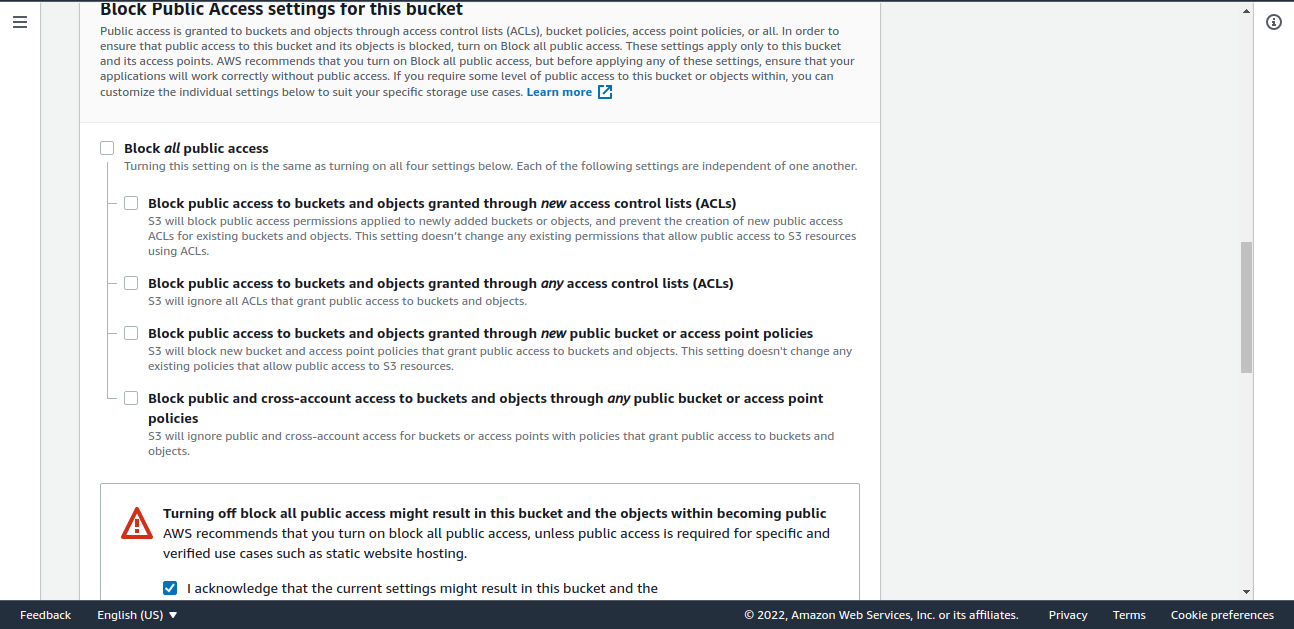 Block Public Access settings for this bucket
Public access is granted to buckets and objects through access control lists (ACLs), bucket policies, access point policies, or all. In order to
ensure that public access to this bucket and its objects is blocked, turn on Block all public access. These settings apply only to this bucket
and its access points. AWS recommends that you turn on Block all public access, but before applying any of these settings, ensure that your
applications will work correctly without public access. If you require some level of public access to this bucket or objects within, you can
customize the individual settings below to suit your specific storage use cases. Learn more
Block all public access
Turning this setting on is the same as turning on all four settings below. Each of the following settings are independent of one another.
Block public access to buckets and objects granted through new access control lists (ACLs)
S3 will block public access permissions applied to newly added buckets or objects, and prevent the creation of new public access
ACLs for existing buckets and objects. This setting doesn't change any existing permissions that allow public access to S3 resources
using ACLs.
Block public access to buckets and objects granted through any access control lists (ACLs)
S3 will ignore all ACLs that grant public access to buckets and objects.
Block public access to buckets and objects granted through new public bucket or access point policies
S3 will block new bucket and access point policies that grant public access to buckets and objects. This setting doesn't change any
existing policies that allow public access to S3 resources.
Block public and cross-account access to buckets and objects through any public bucket or access point
policies
S3 will ignore public and cross-account access for buckets or access points with policies that grant public access to buckets and
objects.
Turning off block all public access might result in this bucket and the objects within becoming public
AWS recommends that you turn on block all public access, unless public access is required for specific and
verified use cases such as static website hosting.
I acknowledge that the current settings might result in this bucket and the
Feedback English (US) © 2022, Amazon Web Services, Inc. or its affiliates. Privacy Terms Cookie preferences